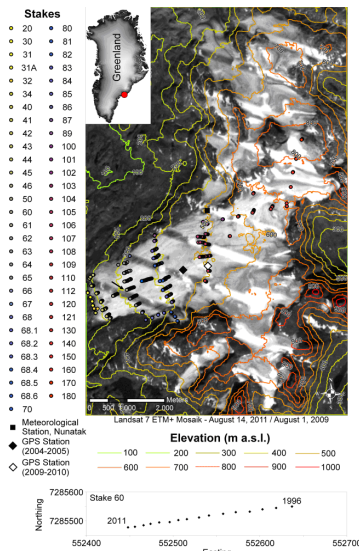 Stakes
20 80
30 81
31 82
31A 83
32 84
34 85
40 86
41 87
42 89
43 100
44 101
45 102
46 103
50 104
60 105
61 106
62 107
63 108
64 109
65 110
66 112
67 120
68 121
68.1 130
68.2 140
68.3 150
68.4 160
68.5 170
68.6 180
70
Meteorological
Station, Nunatak
GPS Station
(2004-2005)
GPS Station
(2009-2010)
Greenland
600
0 500 1.000 2.000
Meters
Landsat 7 ETM+ Mosaik - August 14, 2011 / August 1, 2009
Elevation (m a.s.l.)
100 200 300 400 500
600 700 800 900 1000
Northing
7285600
7285500
Stake 60
1996
2011
552400 552500 552600 552700